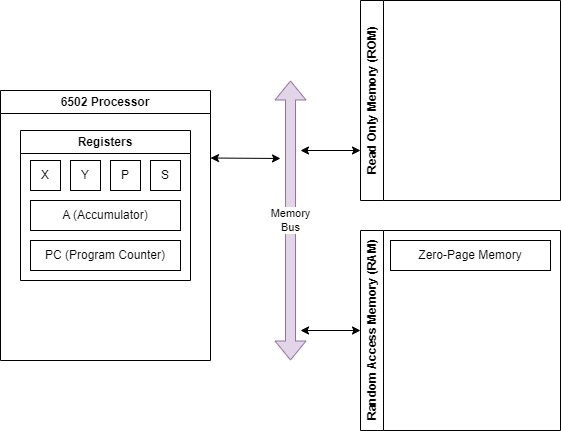 6502 Processor
Registers
X
Y
P
S
A (Accumulator)
PC (Program Counter)
Memory
Bus
Read Only Memory (ROM)
Random Access Memory (RAM)
Zero-Page Memory